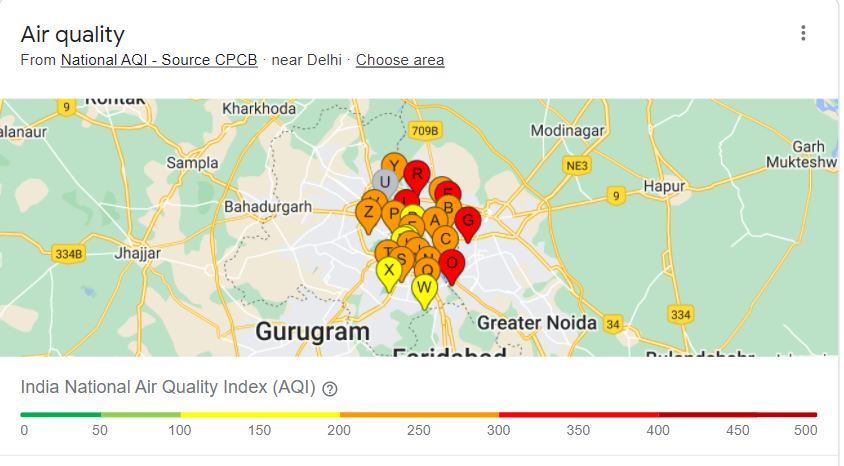 Air quality
From National AQI - Source CPCB · near Delhi · Choose area
9
Kharkhoda
709B
Modinagar
alanaur
Garh
Mukteshw
Sampla
NE3
Hapur
9
Bahadurgarh
Y
R
U
E
Z
P
B
A
G
334B
Jhajjar
C
T
S
O
X
Q
W
Gurugram
Greater Noida
34
334
Faridabad
India National Air Quality Index (AQI)
0 50 100 150 200 250 300 350 400 450 500